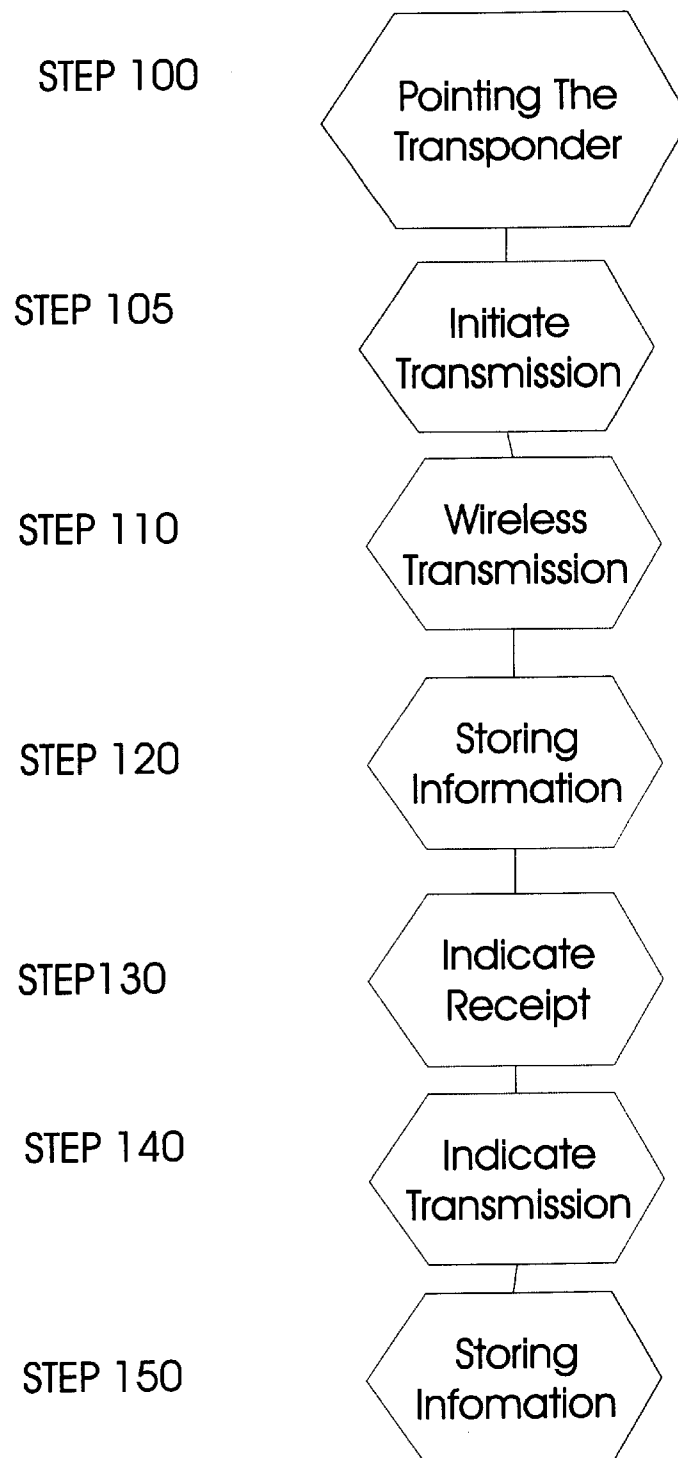 STEP 100
Pointing The
Transponder
STEP 105
Initiate
Transmission
STEP 110
Wireless
Transmission
STEP 120
Storing
Information
STEP130
Indicate
Receipt
STEP 140
Indicate
Transmission
STEP 150
Storing
Infomation